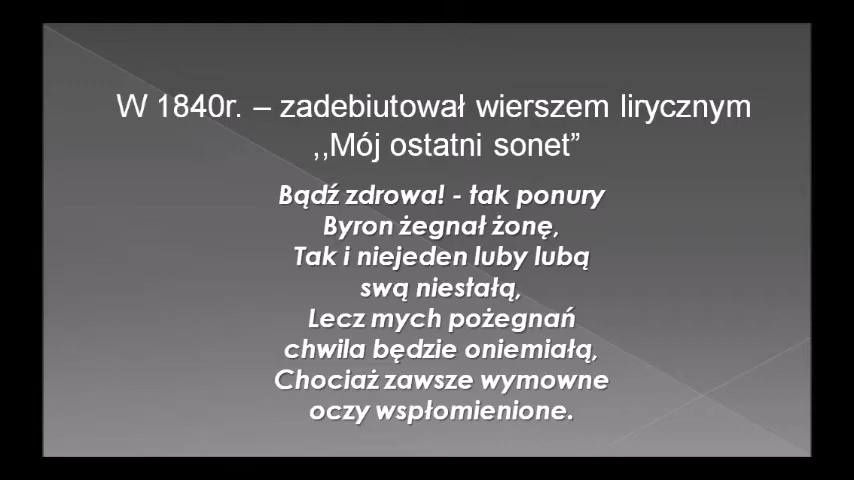 W 1840r. – zadebiutował wierszem lirycznym
,,Mój ostatni sonet”
Bądź zdrowa! - tak ponury
Byron żegnał żonę,
Tak i niejeden luby lubą
swą niestałą,
Lecz mych pożegnań
chwila będzie oniemiałą,
Chociaż zawsze wymowne
oczy wspłomienione.